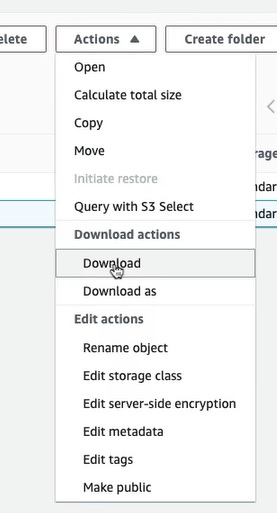 elete
Actions
Create folder
Open
Calculate total size
Copy
Move
rage
Initiate restore
ndar
Query with S3 Select
ndar
Download actions
Download
Download as
Edit actions
Rename object
Edit storage class
Edit server-side encryption
Edit metadata
Edit tags
Make public